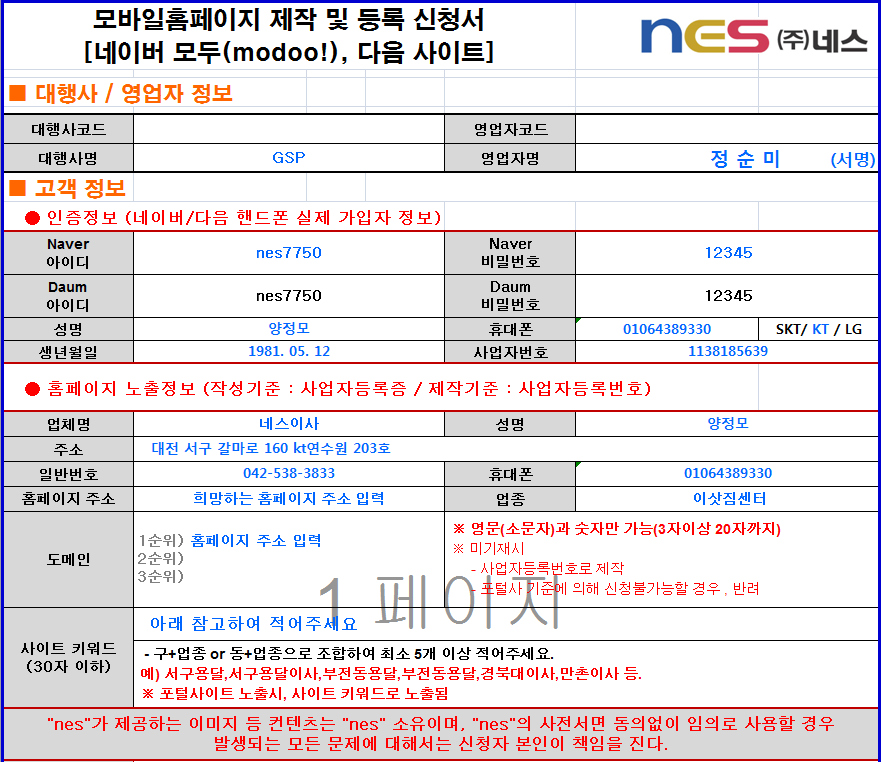 모바일홈페이지 제작 및 등록 신청서
[네이버 모두(modoo!), 다음 사이트]
nes (주)네스
■ 대행사 / 영업자 정보
대행사코드 영업자코드
대행사명 GSP 영업자명 정 순 미 (서명)
■ 고객 정보
● 인증정보 (네이버/다음 핸드폰 실제 가입자 정보)
Naver 아이디 nes7750 Naver 비밀번호 12345
Daum 아이디 nes7750 Daum 비밀번호 12345
성명 양정모 휴대폰 01064389330 SKT/ KT / LG
생년월일 1981. 05. 12 사업자번호 1138185639
● 홈페이지 노출정보 (작성기준 : 사업자등록증 / 제작기준 : 사업자등록번호)
업체명 네스이사 성명 양정모
주소 대전 서구 갈마로 160 kt연수원 203호
일반번호 042-538-3833 휴대폰 01064389330
홈페이지 주소 희망하는 홈페이지 주소 입력 업종 이삿짐센터
도메인
1순위) 홈페이지 주소 입력
2순위)
3순위)
※ 영문(소문자)과 숫자만 가능(3자이상 20자까지)
※ 미기재시
- 사업자등록번호로 제작
- 포털사 기준에 의해 신청불가능할 경우 , 반려
1 페이지
사이트 키워드
(30자 이하)
아래 참고하여 적어주세요
- 구+업종 or 동+업종으로 조합하여 최소 5개 이상 적어주세요.
예) 서구용달,서구용달이사,부전동용달,부전동용달,경북대이사,만촌이사 등.
※ 포털사이트 노출시, 사이트 키워드로 노출됨
"nes"가 제공하는 이미지 등 컨텐츠는 "nes" 소유이며, "nes"의 사전서면 동의없이 임의로 사용할 경우
발생되는 모든 문제에 대해서는 신청자 본인이 책임을 진다.